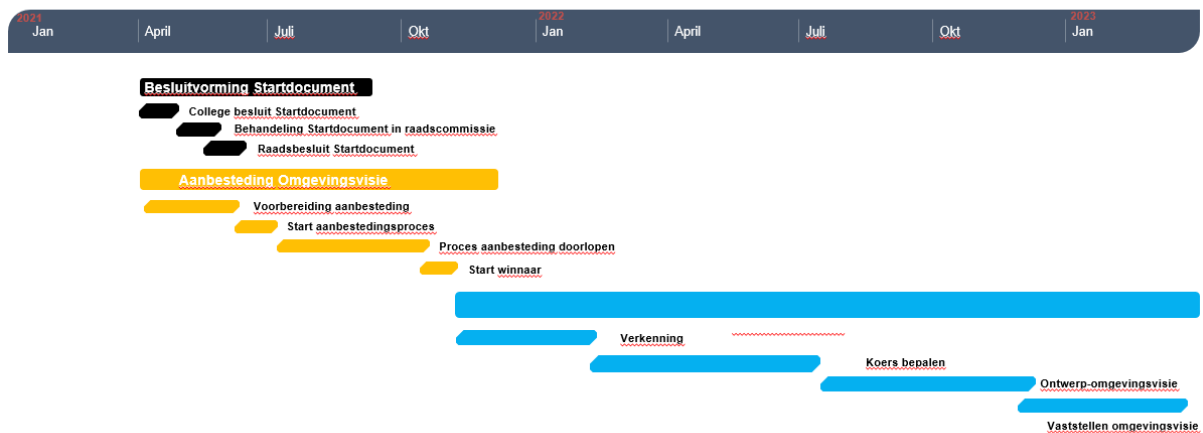 2021
2022
2023
Jan
April
Juli
Okt
Jan
April
Juli
Okt
Jan
Besluitvorming Startdocument
College besluit Startdocument
Behandeling Startdocument in raadscommissie
Raadsbesluit Startdocument
Aanbesteding Omgevingsvisie
Voorbereiding aanbesteding
Start aanbestedingsproces
Proces aanbesteding doorlopen
Start winnaar
Verkenning
Koers bepalen
Ontwerp-omgevingsvisie
Vaststellen omgevingsvisie